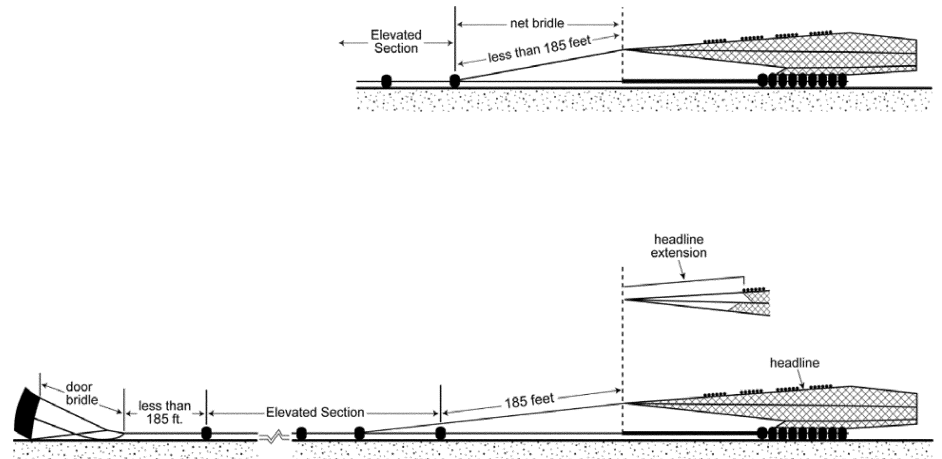 Elevated
Section
net bridle
less than 185 feet
headline
extension
headline
door
bridle
less than
185 ft.
Elevated Section
185 feet